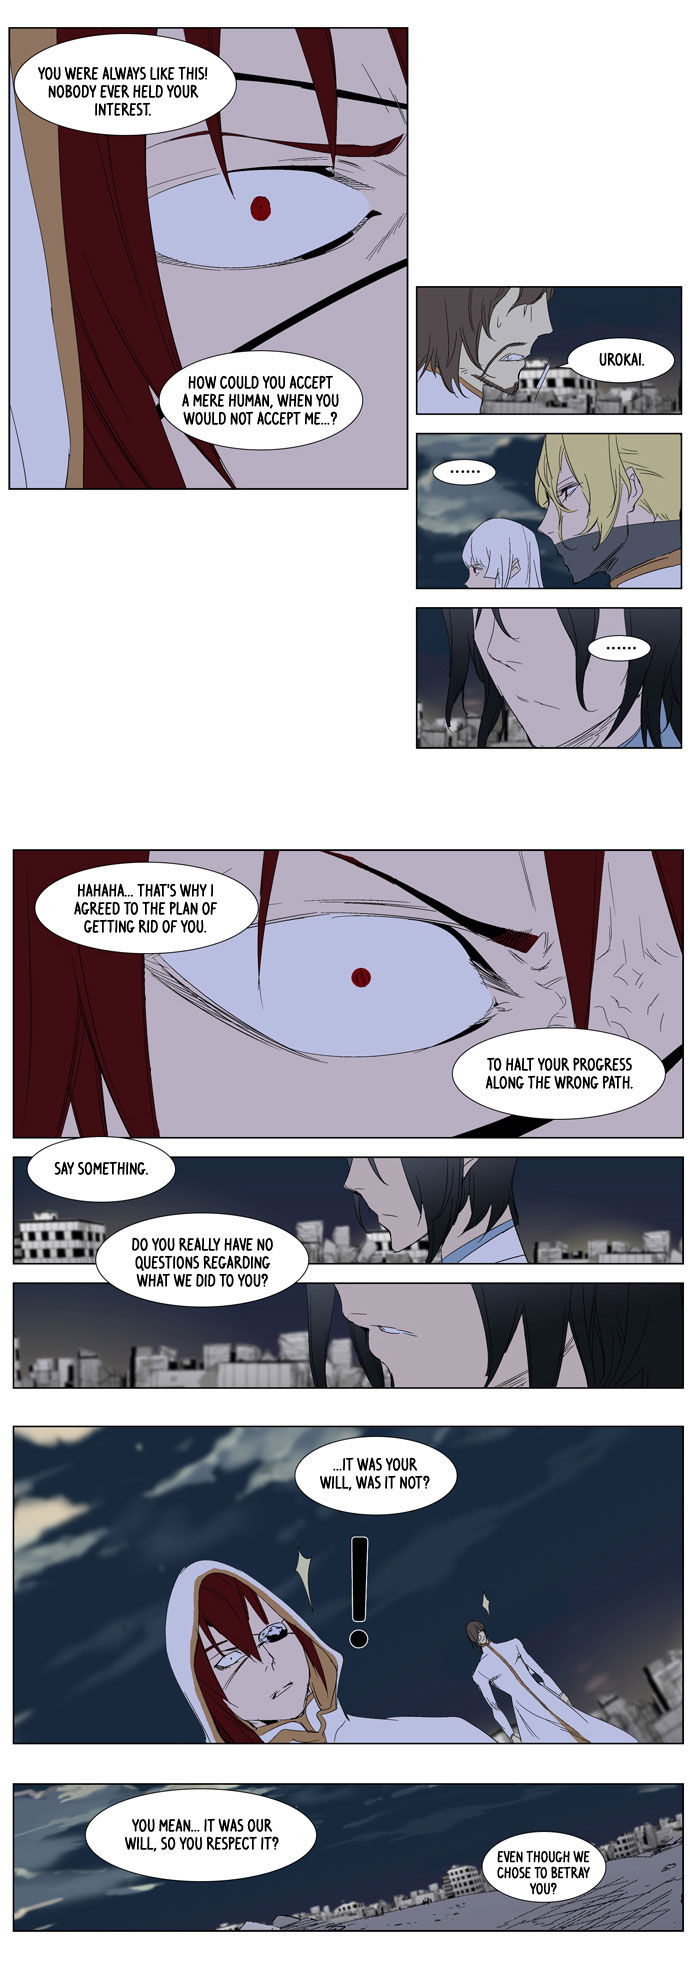 YOU WERE ALWAYS LIKE THIS!
NOBODY EVER HELD YOUR
INTEREST.
HOW COULD YOU ACCEPT
A MERE HUMAN, WHEN YOU
WOULD NOT ACCEPT ME...?
UROKAI.
......
......
HAHAHA... THAT'S WHY I
AGREED TO THE PLAN OF
GETTING RID OF YOU.
TO HALT YOUR PROGRESS
ALONG THE WRONG PATH.
SAY SOMETHING.
DO YOU REALLY HAVE NO
QUESTIONS REGARDING
WHAT WE DID TO YOU?
...IT WAS YOUR
WILL, WAS IT NOT?
!
YOU MEAN... IT WAS OUR
WILL, SO YOU RESPECT IT?
EVEN THOUGH WE
CHOSE TO BETRAY
YOU?